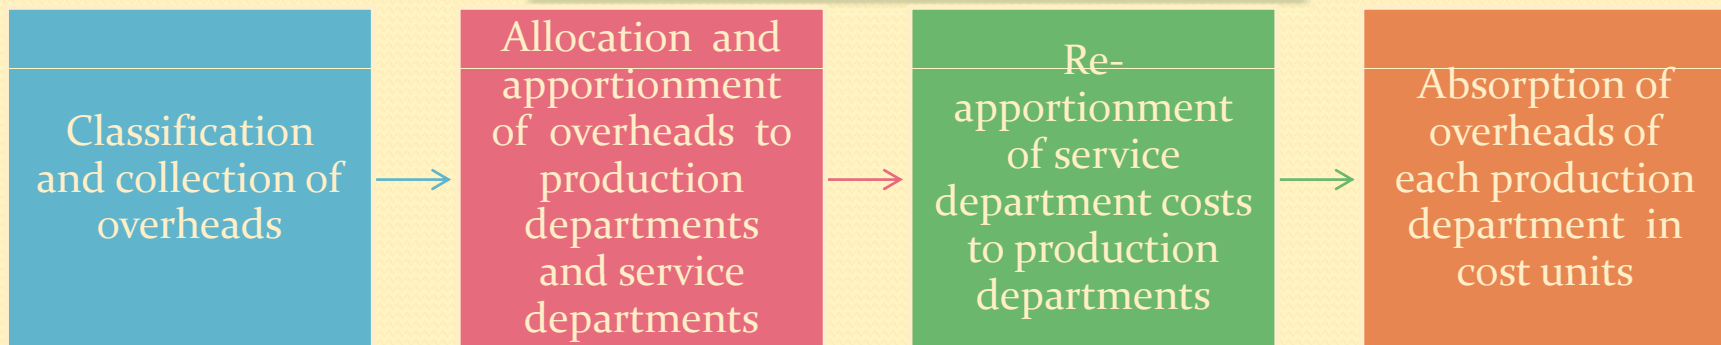 Classification
and collection of
overheads
Allocation and
apportionment
of overheads to
production
departments
and service
departments
Re-
apportionment
of service
department costs
to production
departments
Absorption of
overheads of
each production
department in
cost units